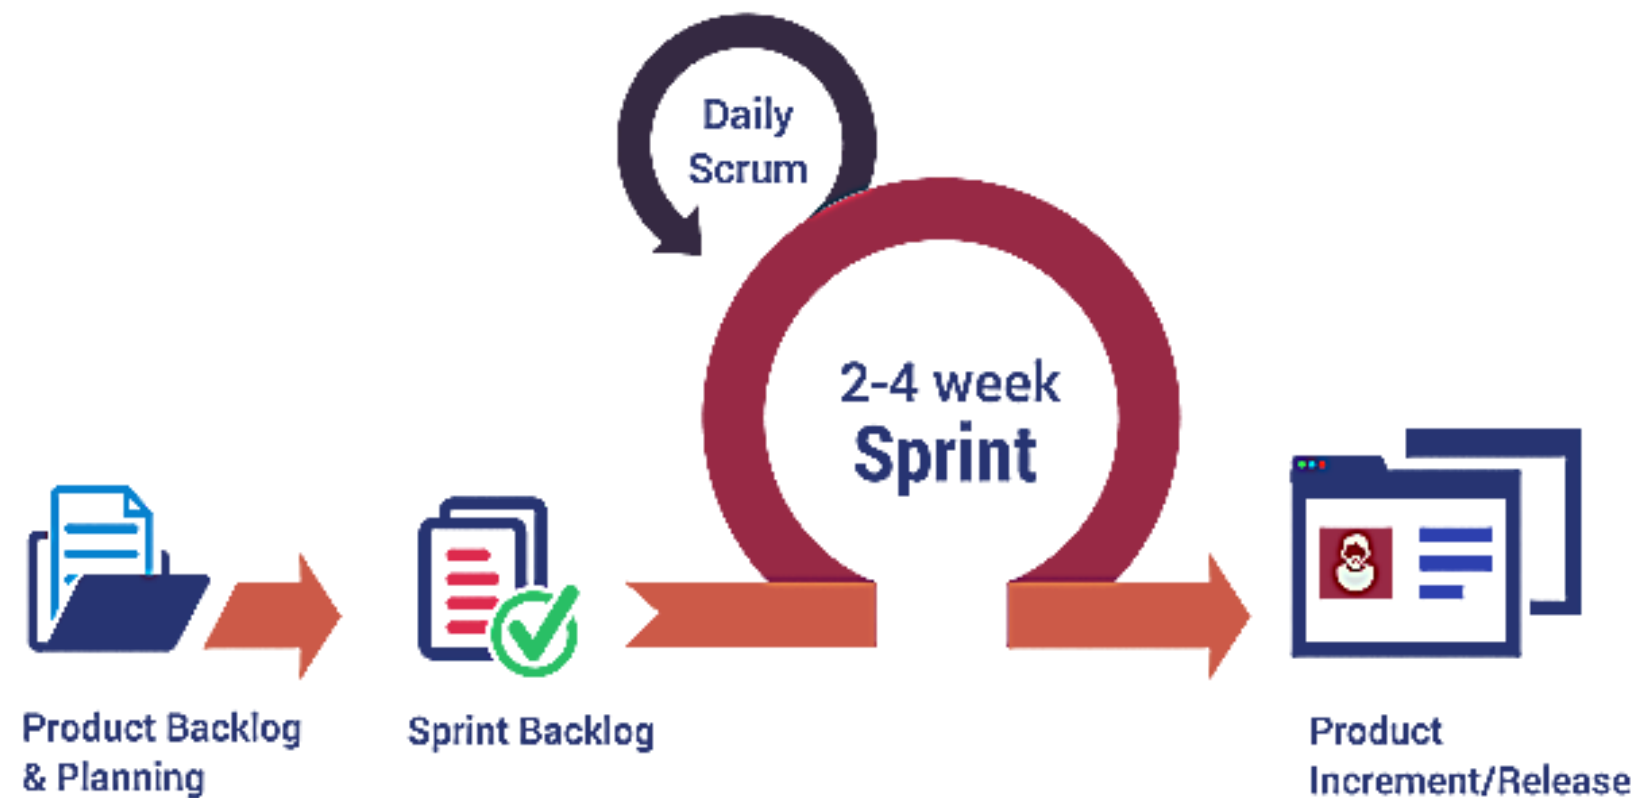 Daily
Scrum
2-4 week
Sprint
Product Backlog
& Planning
Sprint Backlog
Product
Increment/Release